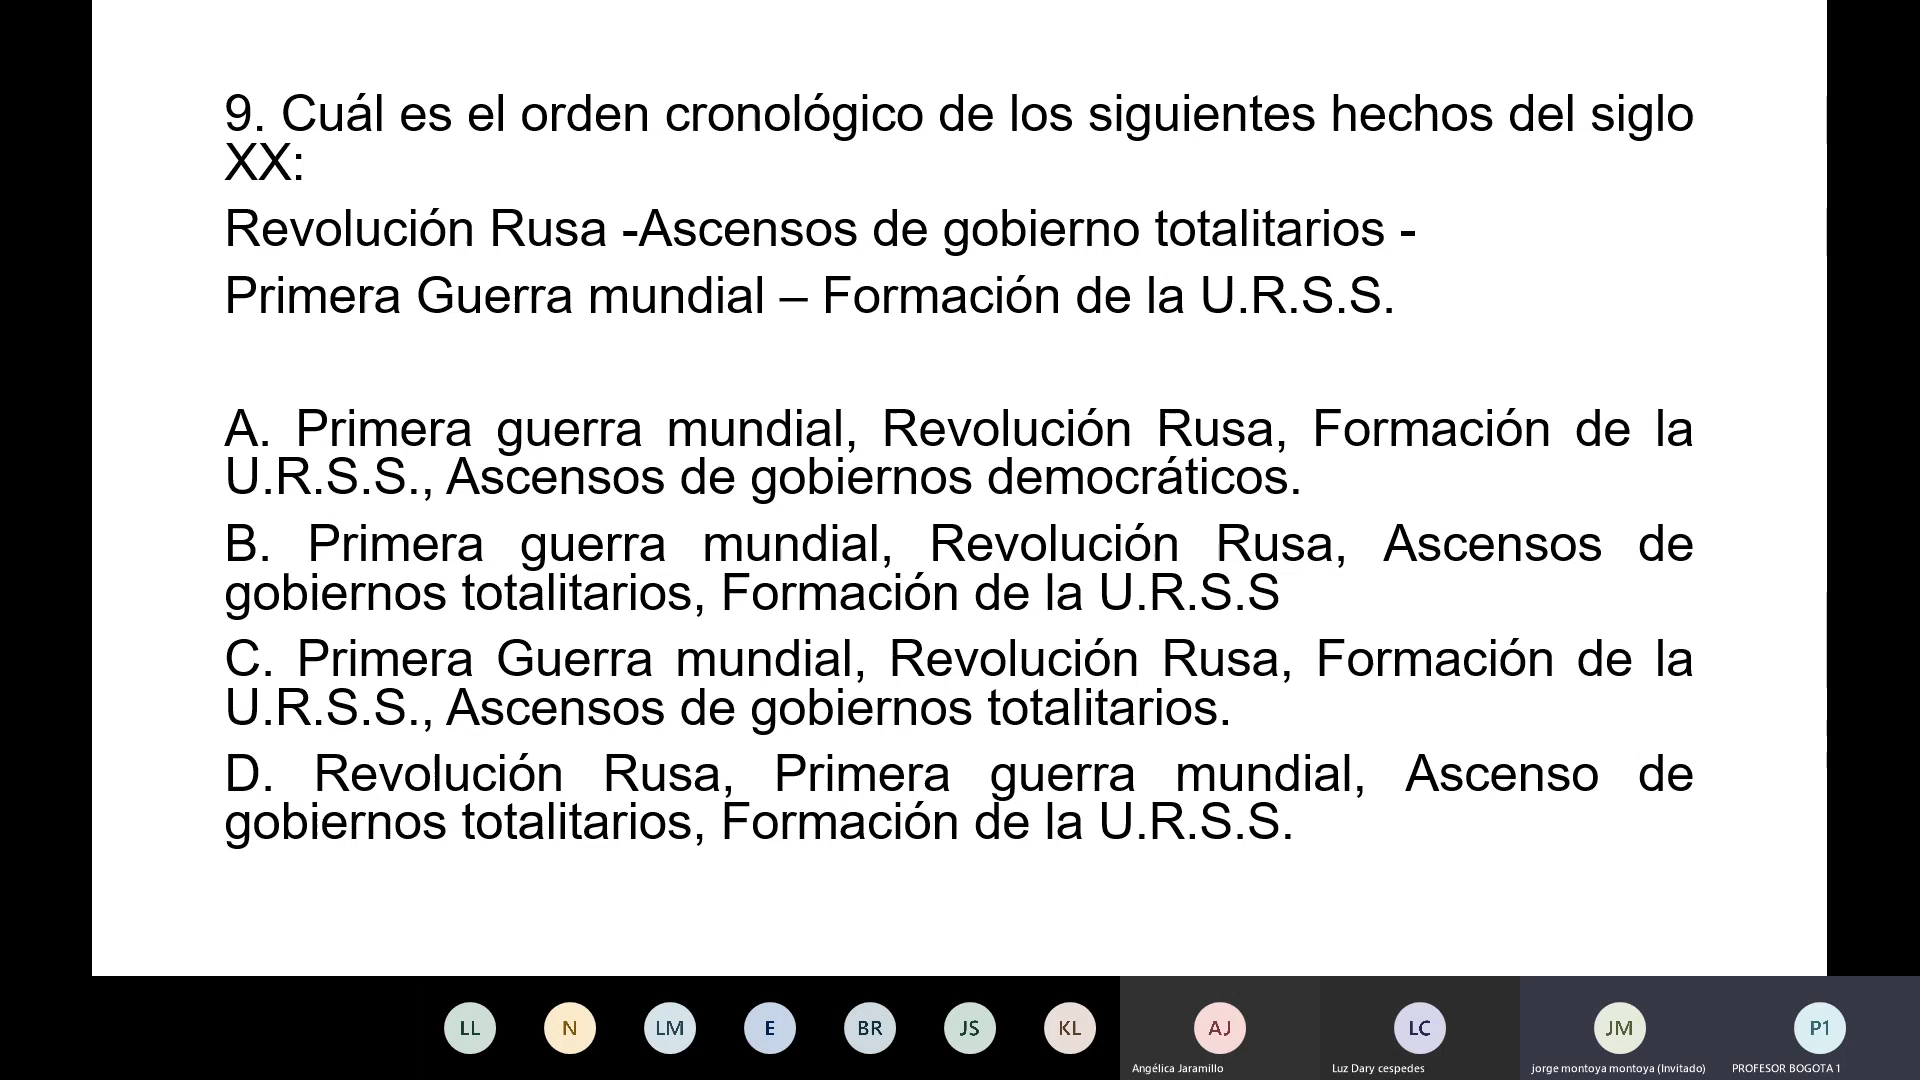 9. Cuál es el orden cronológico de los siguientes hechos del siglo
XX:
Revolución Rusa -Ascensos de gobierno totalitarios -
Primera Guerra mundial – Formación de la U.R.S.S.
A. Primera guerra mundial, Revolución Rusa, Formación de la
U.R.S.S., Ascensos de gobiernos democráticos.
B. Primera guerra mundial, Revolución Rusa, Ascensos de
gobiernos totalitarios, Formación de la U.R.S.S
C. Primera Guerra mundial, Revolución Rusa, Formación de la
U.R.S.S., Ascensos de gobiernos totalitarios.
D. Revolución Rusa, Primera guerra mundial, Ascenso de
gobiernos totalitarios, Formación de la U.R.S.S.
LL N LM E BR JS KL AJ LC JM P1
Angélica Jaramillo Luz Dary cespedes jorge montoya montoya (Invitado) PROFESOR BOGOTA 1